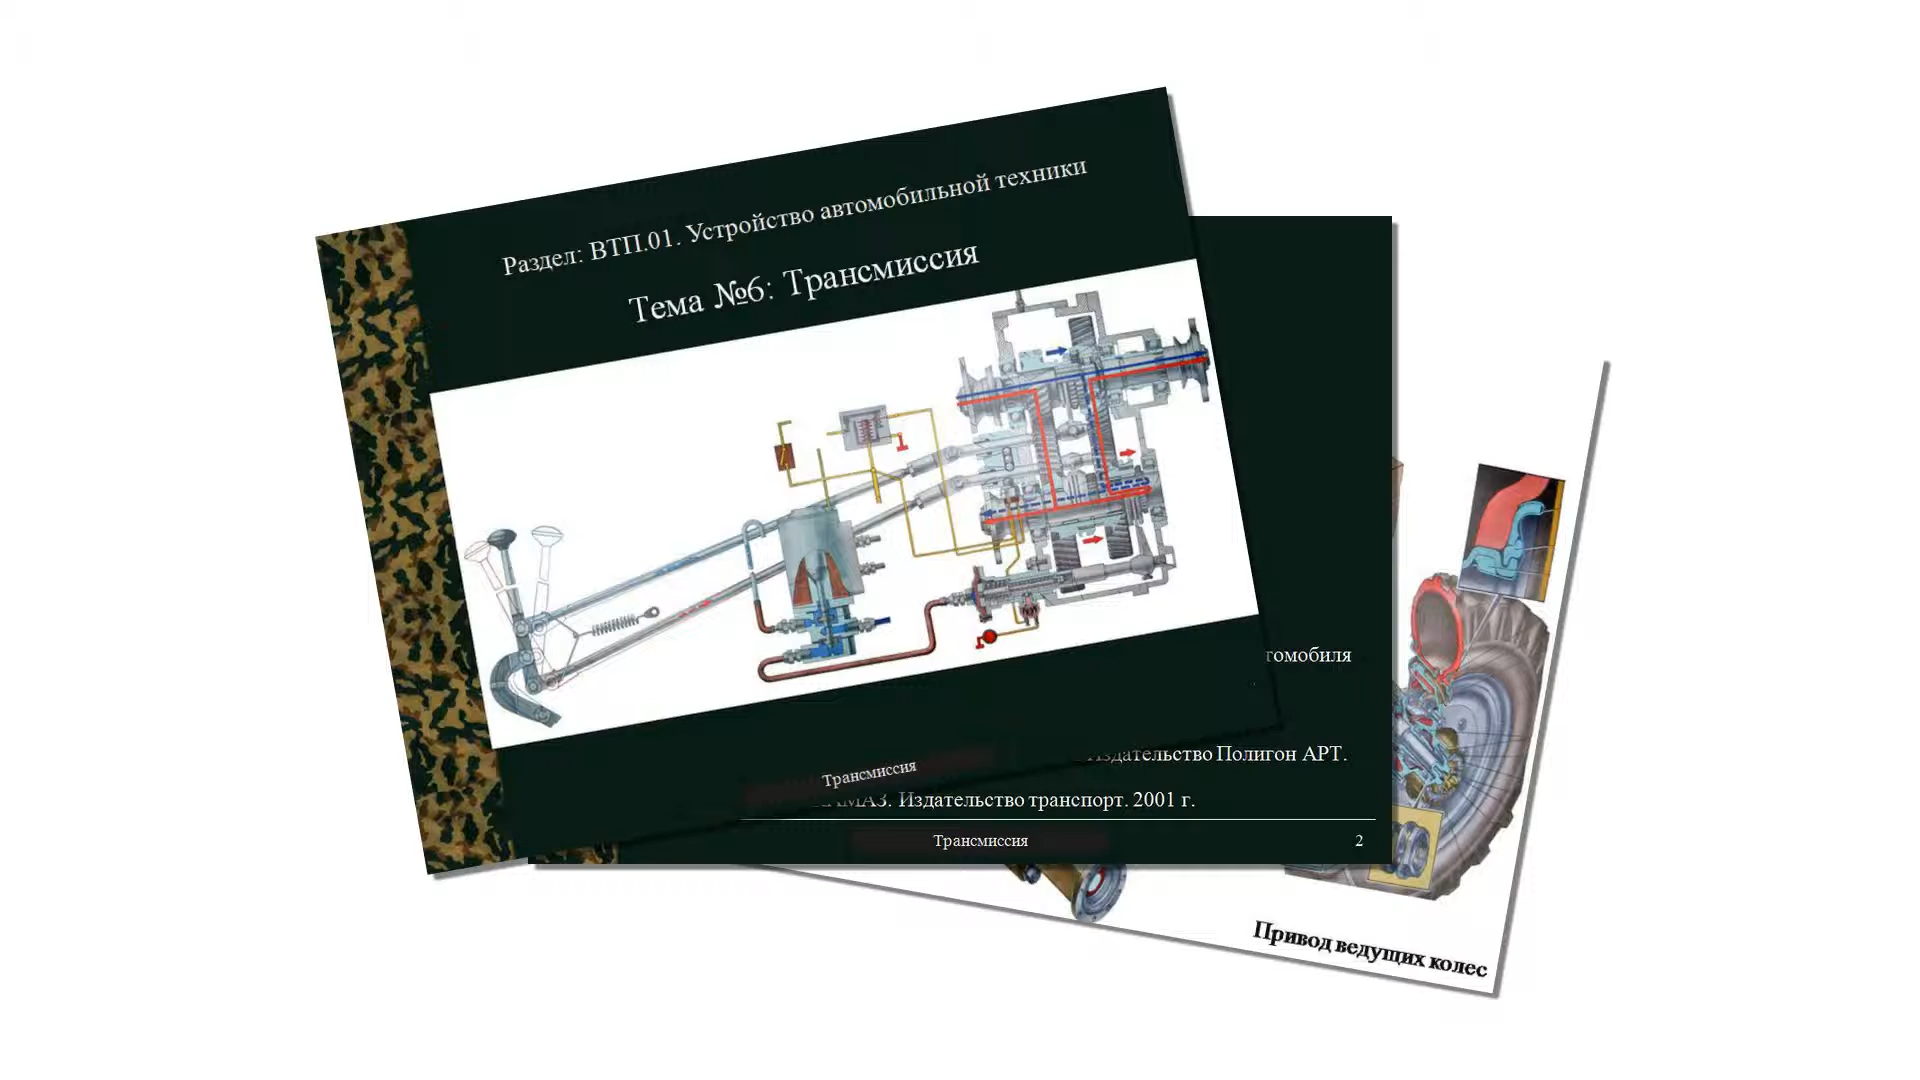 Раздел: ВТП.01. Устройство автомобильной техники
Тема №6: Трансмиссия
Трансмиссия
томобиля
Издательство Полигон АРТ.
КАМАЗ. Издательство транспорт. 2001 г.
Трансмиссия
2
Привод ведущих колес